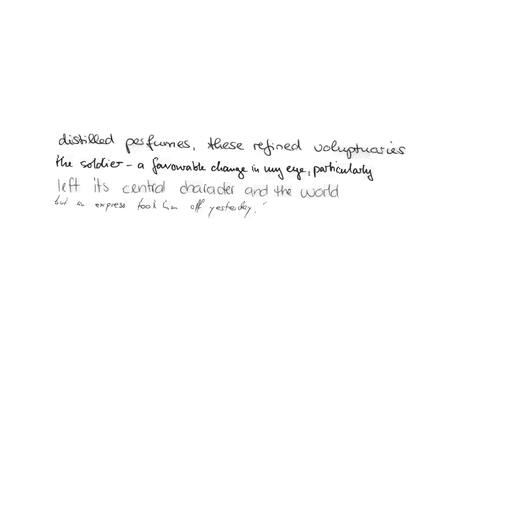 distilled perfumes, these refined voluptuaries
the soldier - a favourable change in my eye, particularly
left its central character and the world
but an express took him off yesterday."